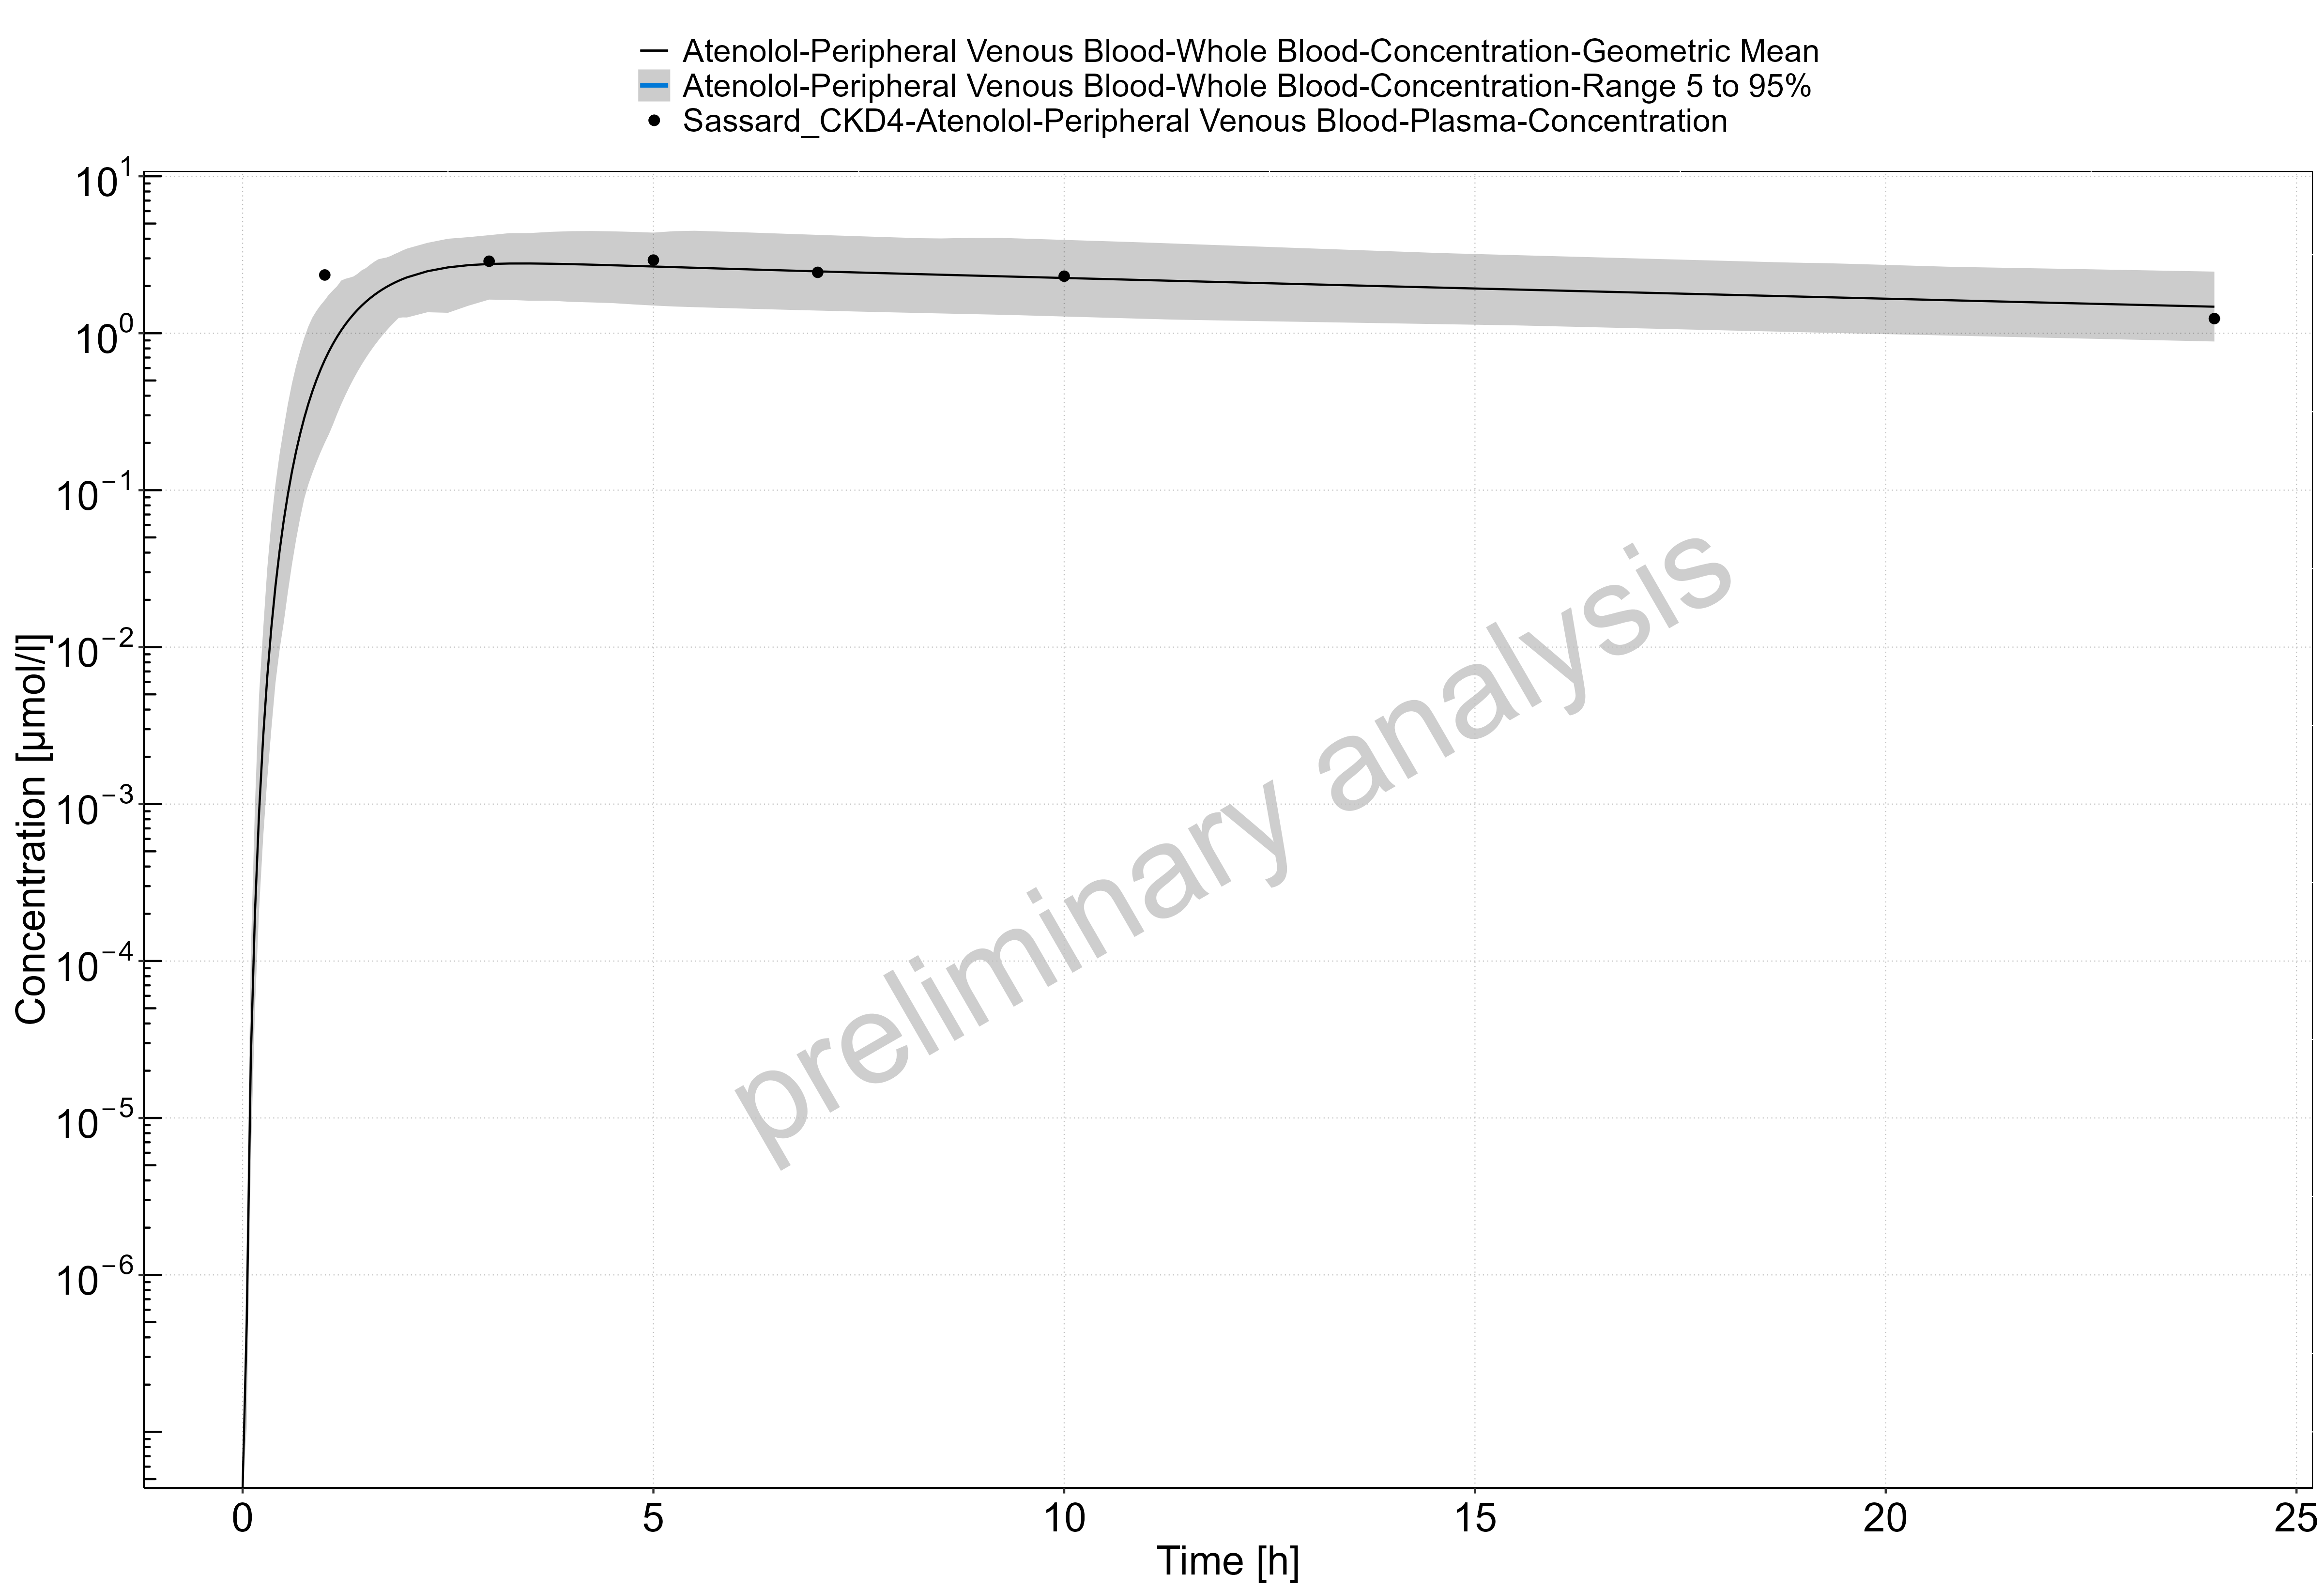 Atenolol-Peripheral Venous Blood-Whole Blood-Concentration-Geometric Mean
Atenolol-Peripheral Venous Blood-Whole Blood-Concentration-Range 5 to 95%
Sassard_CKD4-Atenolol-Peripheral Venous Blood-Plasma-Concentration
10¹
10⁰
10⁻¹
10⁻²
10⁻³
10⁻⁴
10⁻⁵
10⁻⁶
Concentration [µmol/l]
preliminary analysis
0 5 10 15 20 25
Time [h]